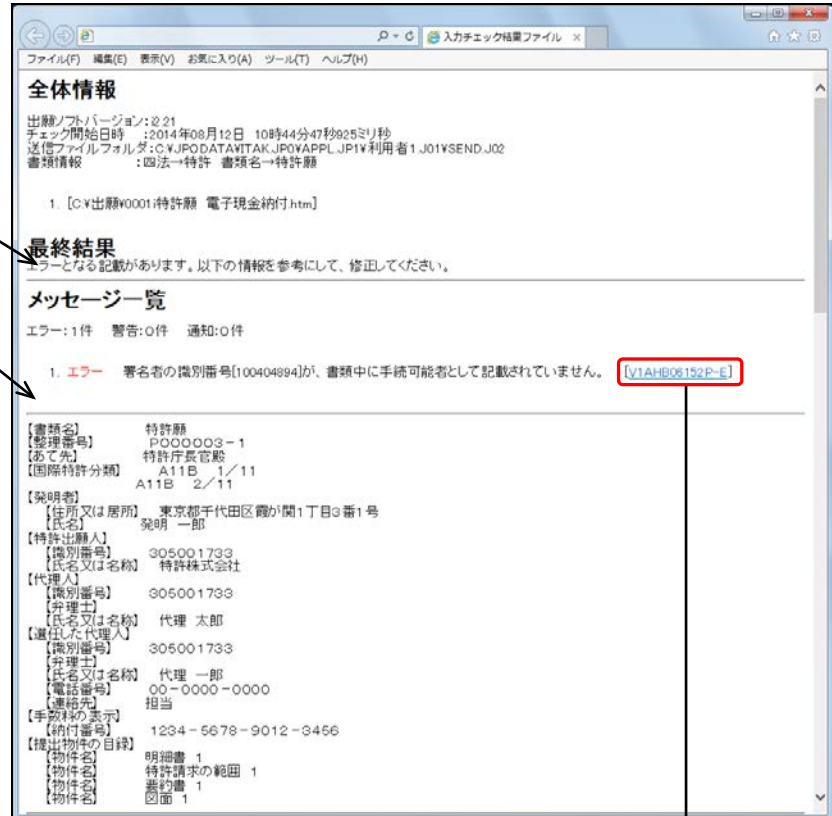 入力チェック結果ファイル ×
ファイル(F) 編集(E) 表示(V) お気に入り(A) ツール(T) ヘルプ(H)
全体情報
出願ソフトバージョン:i2.21
チェック開始日時 :2014年08月12日 10時44分47秒925ミリ秒
送信ファイルフォルダ:C:¥JPODATA¥ITAK.JP0¥APPL.JP1¥利用者1.J01¥SEND.J02
書類情報 :四法→特許 書類名→特許願
1. [C:¥出願¥0001i特許願 電子現金納付.htm]
最終結果
エラーとなる記載があります。以下の情報を参考にして、修正してください。
メッセージ一覧
エラー:1件 警告:0件 通知:0件
1. エラー 署名者の識別番号[100404894]が、書類中に手続可能者として記載されていません。 [V1AHB06152P-E]
【書類名】 特許願
【整理番号】 P000003-1
【あて先】 特許庁長官殿
【国際特許分類】 A11B 1/11
A11B 2/11
【発明者】
【住所又は居所】 東京都千代田区霞が関1丁目3番1号
【氏名】 発明 一郎
【特許出願人】
【識別番号】 305001733
【氏名又は名称】 特許株式会社
【代理人】
【識別番号】 305001733
【弁理士】
【氏名又は名称】 代理 太郎
【選任した代理人】
【識別番号】 305001733
【弁理士】
【氏名又は名称】 代理 一郎
【電話番号】 00-0000-0000
【連絡先】 担当
【手数料の表示】
【納付番号】 1234-5678-9012-3456
【提出物件の目録】
【物件名】 明細書 1
【物件名】 特許請求の範囲 1
【物件名】 要約書 1
【物件名】 図面 1